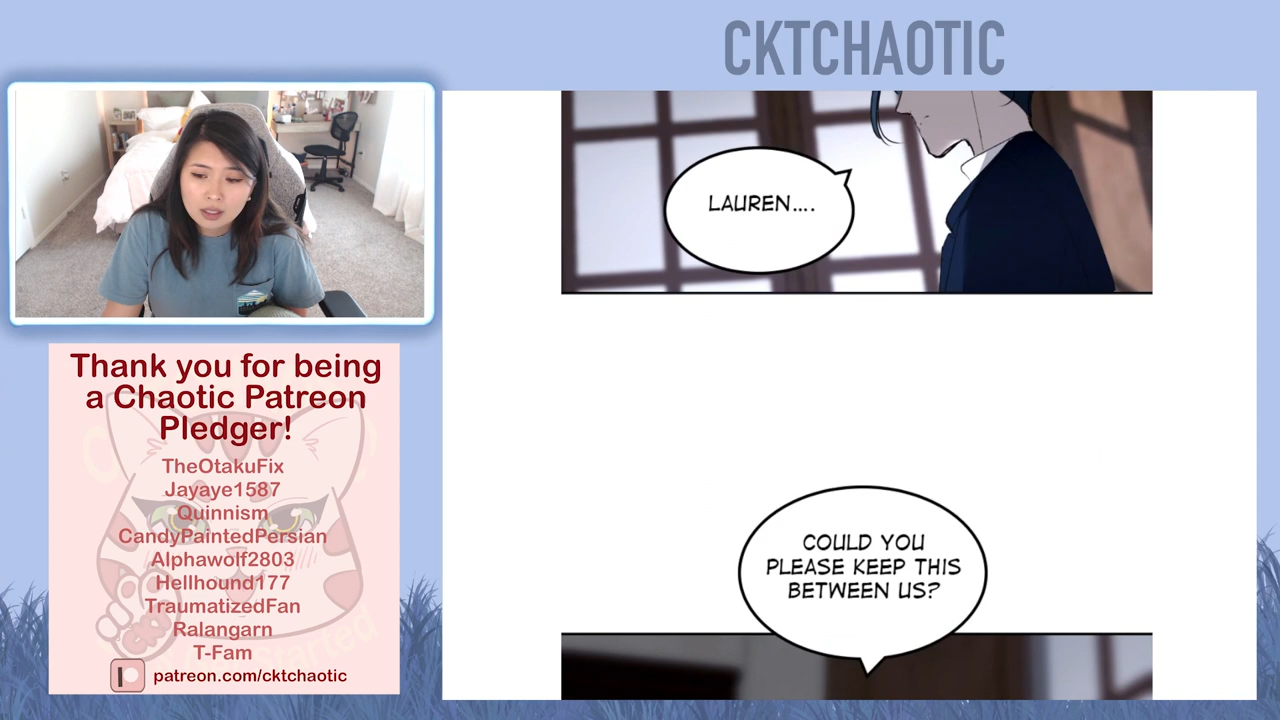 CKTCHAOTIC
LAUREN....
COULD YOU
PLEASE KEEP THIS
BETWEEN US?
Thank you for being
a Chaotic Patreon
Pledger!
TheOtakuFix
Jayaye1587
Quinnism
CandyPaintedPersian
Alphawolf2803
Hellhound177
TraumatizedFan
Ralangarn
T-Fam
patreon.com/cktchaotic